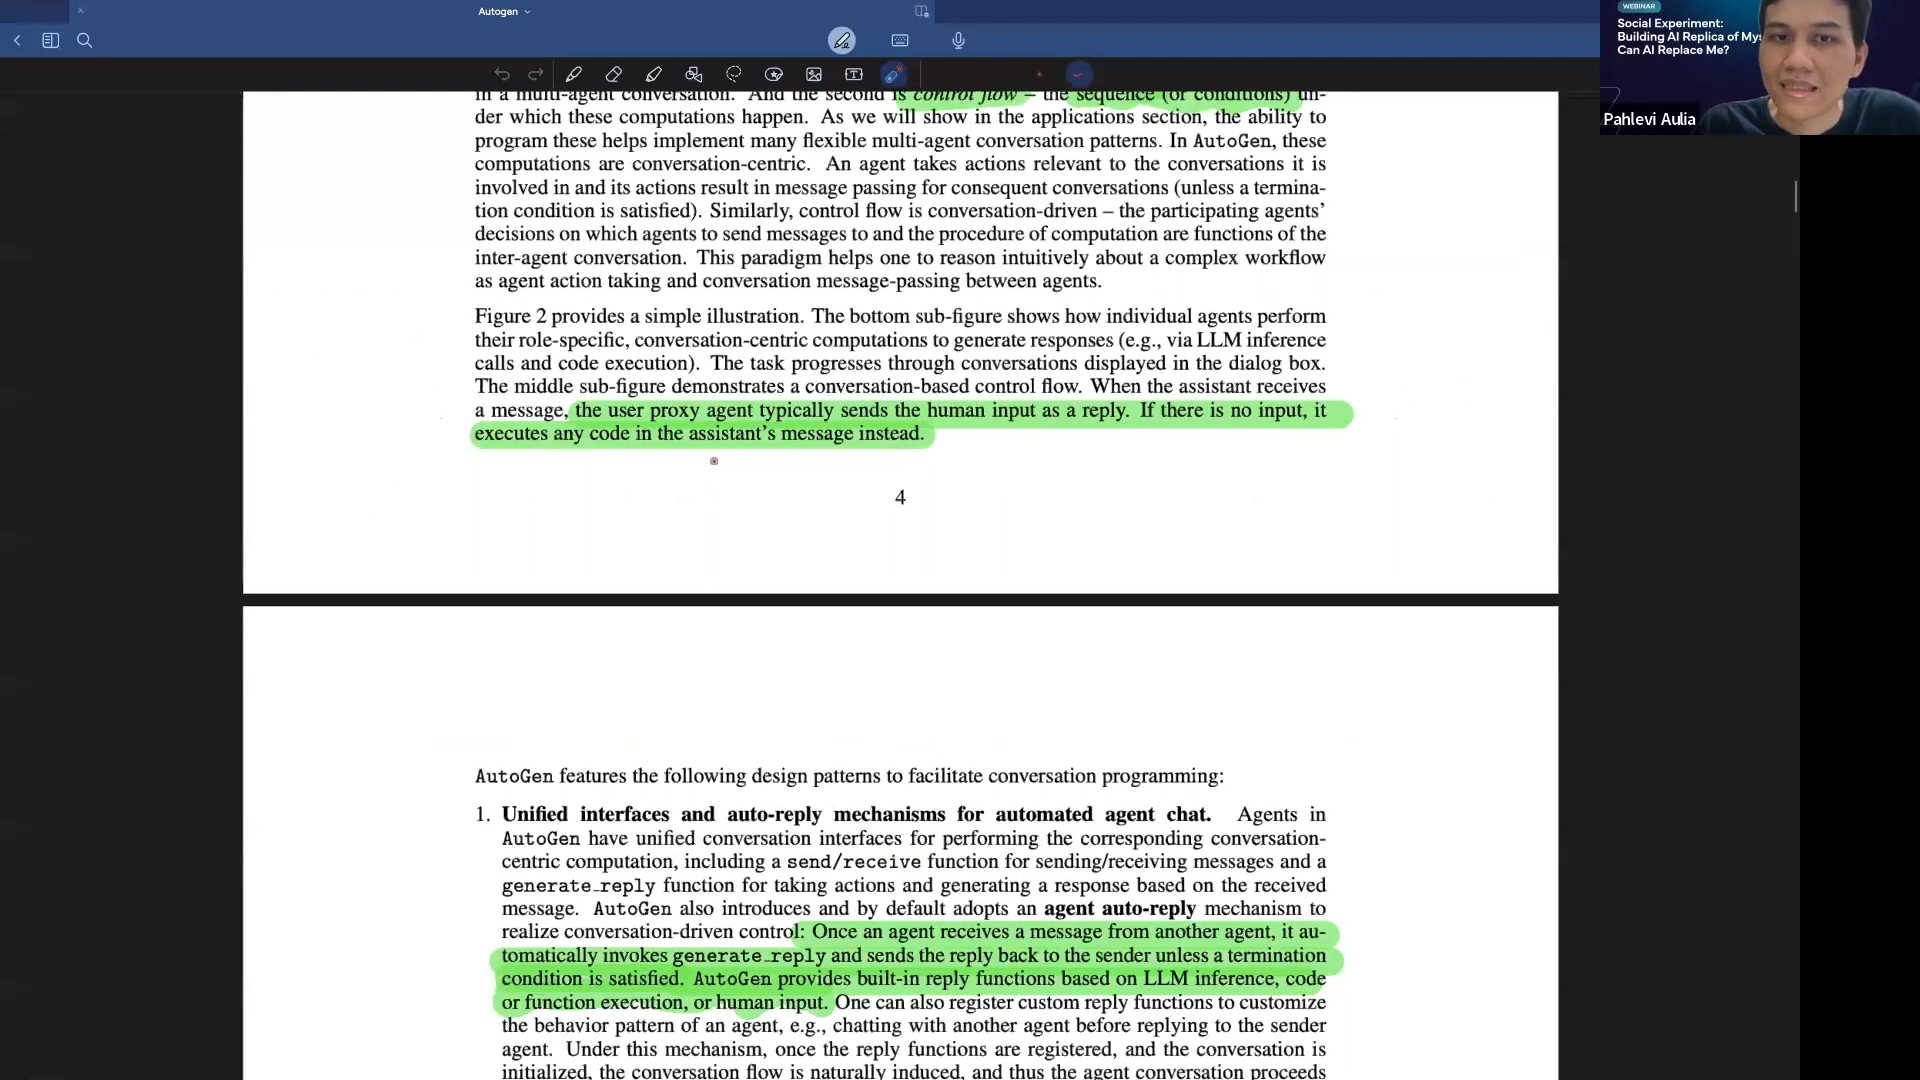 Autogen
WEBINAR
Social Experiment:
Building AI Replica of Mys
Can AI Replace Me?
Pahlevi Aulia
in a multi-agent conversation. And the second is control flow – the sequence (or conditions) un-
der which these computations happen. As we will show in the applications section, the ability to
program these helps implement many flexible multi-agent conversation patterns. In AutoGen, these
computations are conversation-centric. An agent takes actions relevant to the conversations it is
involved in and its actions result in message passing for consequent conversations (unless a termina-
tion condition is satisfied). Similarly, control flow is conversation-driven – the participating agents’
decisions on which agents to send messages to and the procedure of computation are functions of the
inter-agent conversation. This paradigm helps one to reason intuitively about a complex workflow
as agent action taking and conversation message-passing between agents.
Figure 2 provides a simple illustration. The bottom sub-figure shows how individual agents perform
their role-specific, conversation-centric computations to generate responses (e.g., via LLM inference
calls and code execution). The task progresses through conversations displayed in the dialog box.
The middle sub-figure demonstrates a conversation-based control flow. When the assistant receives
a message, the user proxy agent typically sends the human input as a reply. If there is no input, it
executes any code in the assistant’s message instead.
4
AutoGen features the following design patterns to facilitate conversation programming:
1. Unified interfaces and auto-reply mechanisms for automated agent chat. Agents in
AutoGen have unified conversation interfaces for performing the corresponding conversation-
centric computation, including a send/receive function for sending/receiving messages and a
generate_reply function for taking actions and generating a response based on the received
message. AutoGen also introduces and by default adopts an agent auto-reply mechanism to
realize conversation-driven control: Once an agent receives a message from another agent, it au-
tomatically invokes generate_reply and sends the reply back to the sender unless a termination
condition is satisfied. AutoGen provides built-in reply functions based on LLM inference, code
or function execution, or human input. One can also register custom reply functions to customize
the behavior pattern of an agent, e.g., chatting with another agent before replying to the sender
agent. Under this mechanism, once the reply functions are registered, and the conversation is
initialized, the conversation flow is naturally induced, and thus the agent conversation proceeds